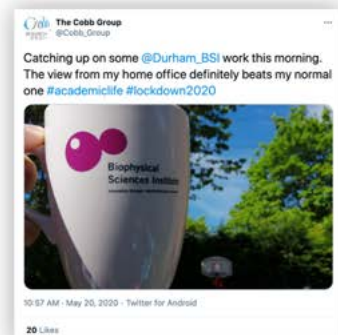 The Cobb Group
@Cobb_Group
Catching up on some @Durham_BSI work this morning.
The view from my home office definitely beats my normal
one #academiclife #lockdown2020
Biophysical
Sciences Institute
10:57 AM · May 20, 2020 · Twitter for Android
20 Likes